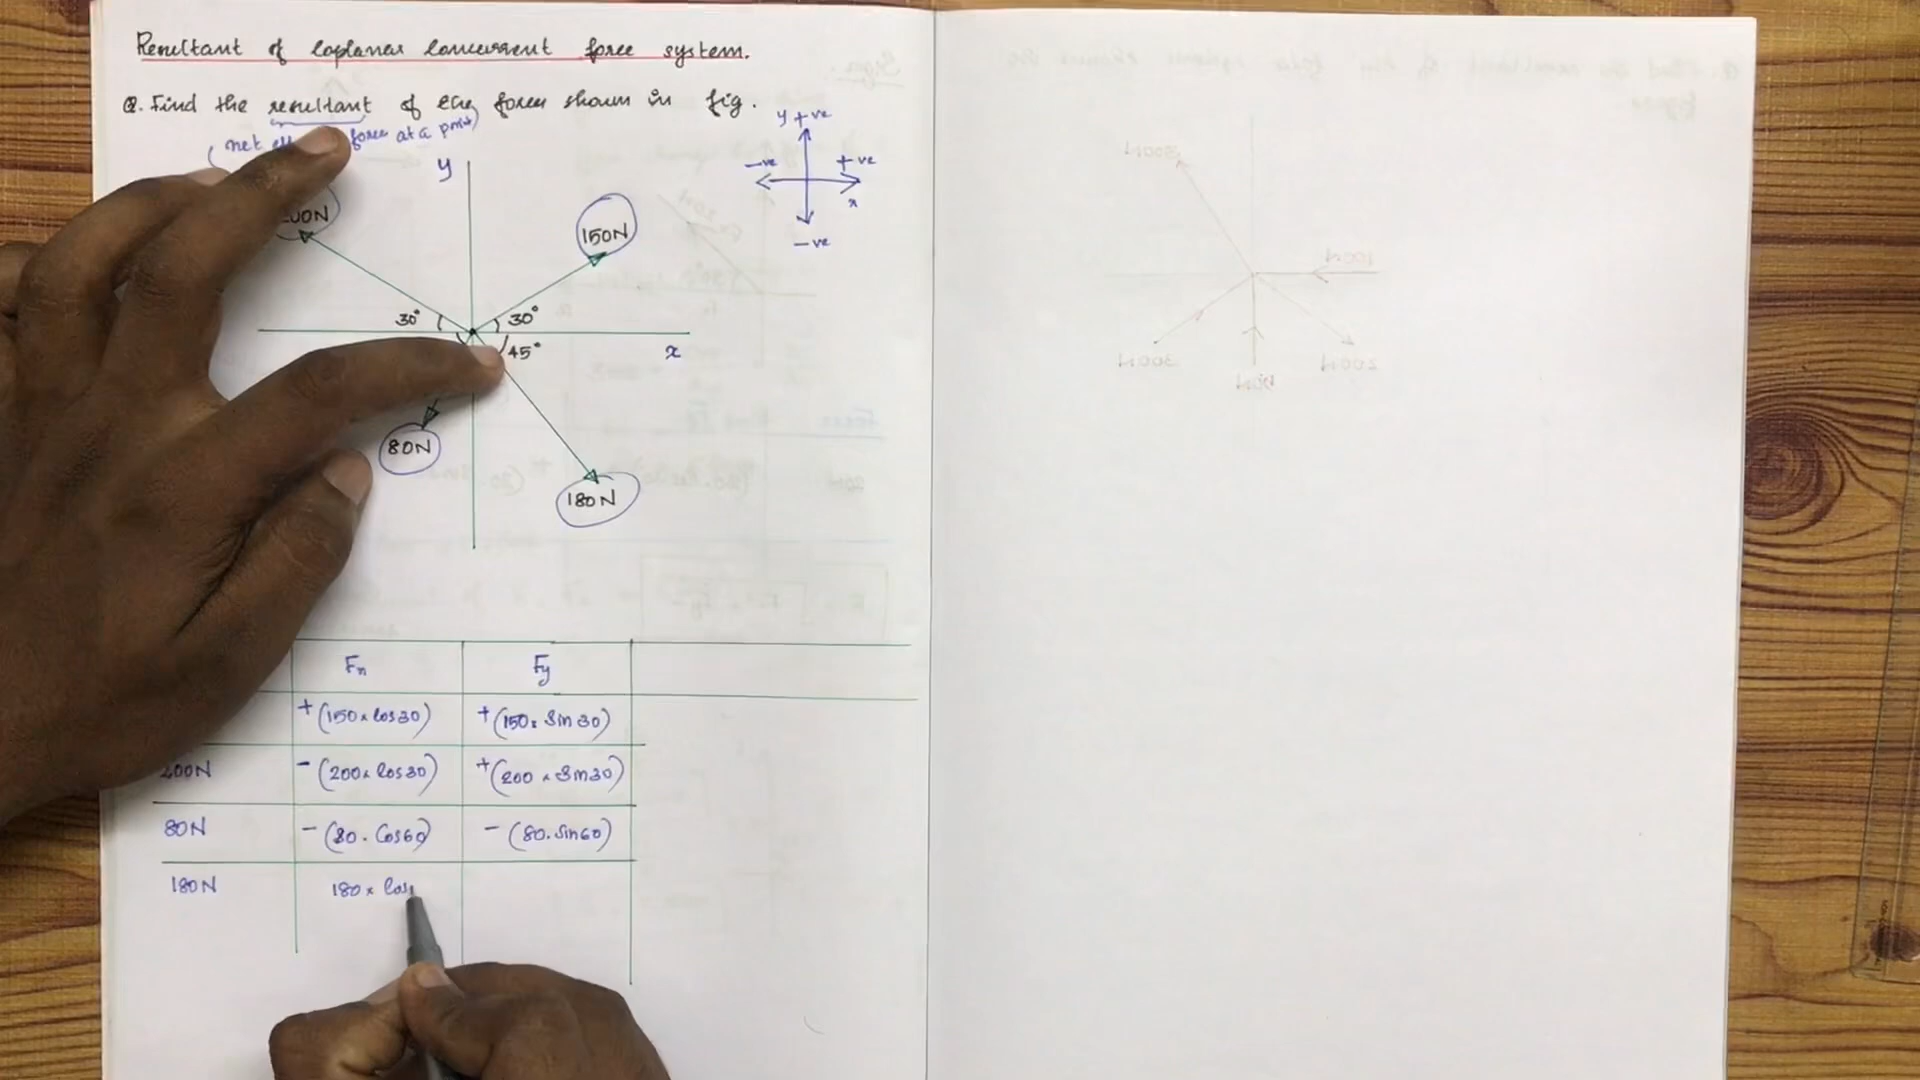 Resultant of Coplanar Concurrent force system.
Q. Find the resultant of the forces shown in fig.
(net force at a point)
y +ve
-ve +ve
x
-ve
y
200N
150N
30° 30°
45° x
80N
180N
Fx Fy
+(150×Cos30) +(150×Sin30)
200N -(200×Cos30) +(200×Sin30)
80N -(80.Cos60) -(80.Sin60)
180N 180×Cos